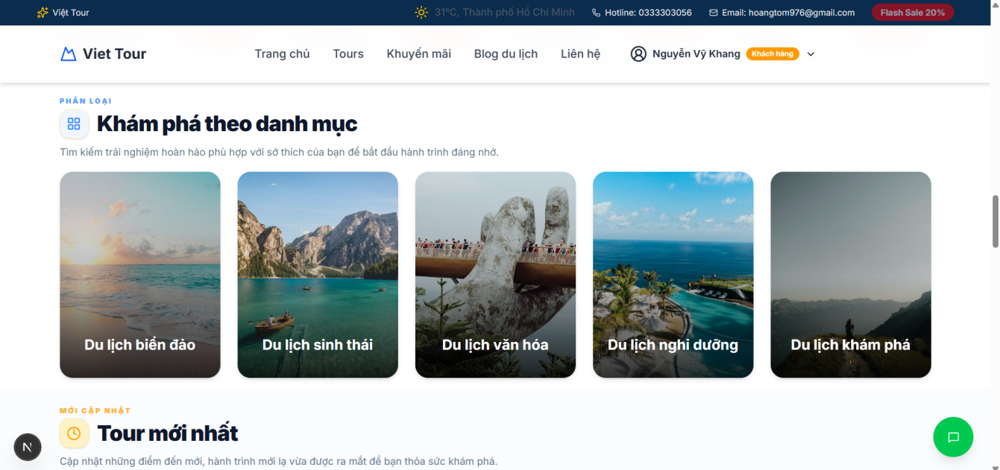 Việt Tour
31°C, Thành phố Hồ Chí Minh
Hotline: 0333303056
Email: hoangtom976@gmail.com
Flash Sale 20%
Viet Tour
Trang chủ
Tours
Khuyến mãi
Blog du lịch
Liên hệ
Nguyễn Vỹ Khang
Khách hàng
PHÂN LOẠI
Khám phá theo danh mục
Tìm kiếm trải nghiệm hoàn hảo phù hợp với sở thích của bạn để bắt đầu hành trình đáng nhớ.
Du lịch biển đảo
Du lịch sinh thái
Du lịch văn hóa
Du lịch nghỉ dưỡng
Du lịch khám phá
MỚI CẬP NHẬT
Tour mới nhất
Cập nhật những điểm đến mới, hành trình mới lạ vừa được ra mắt để bạn thỏa sức khám phá.
N